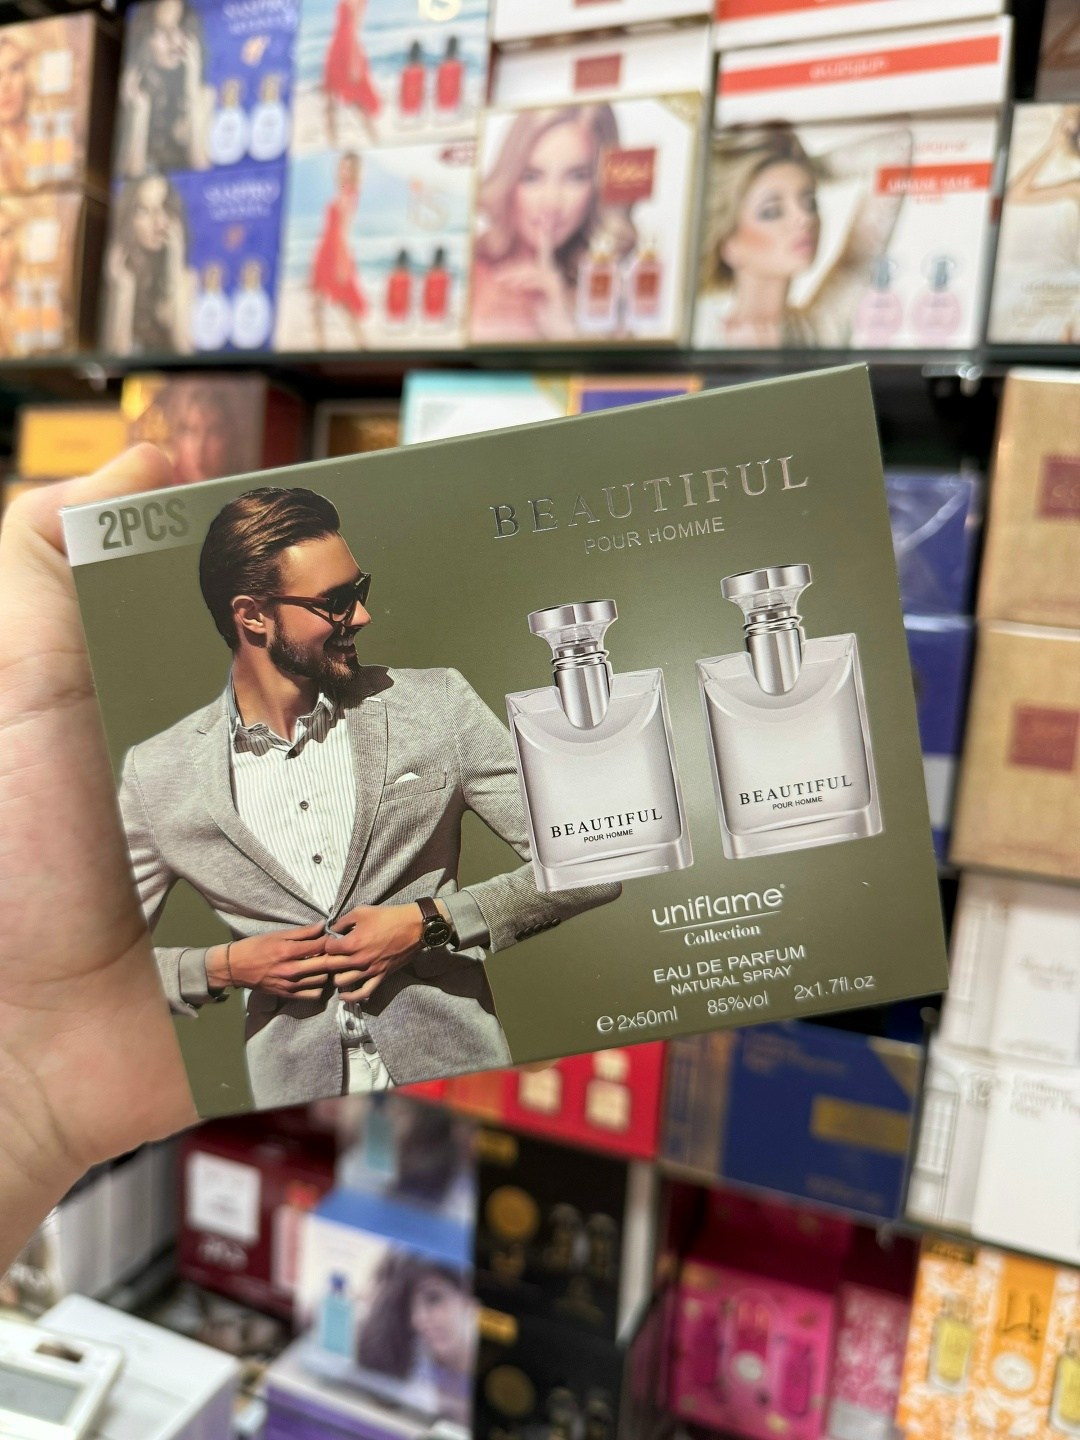 2PCS
BEAUTIFUL
POUR HOMME
BEAUTIFUL
POUR HOMME
BEAUTIFUL
POUR HOMME
uniflame®
Collection
EAU DE PARFUM
NATURAL SPRAY
℮ 2x50ml 85%vol 2x1.7fl.oz